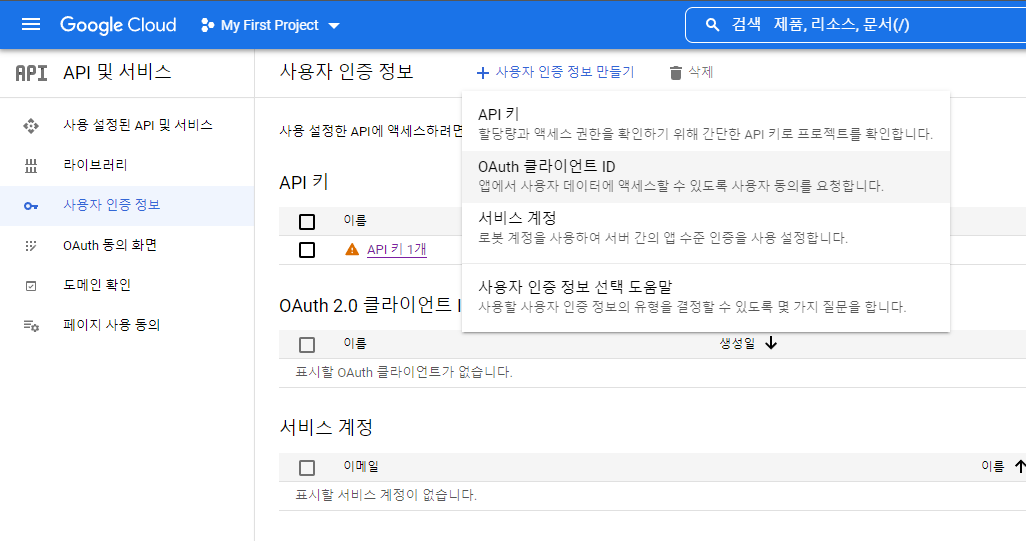 Google Cloud My First Project 검색 제품, 리소스, 문서(/)
API API 및 서비스
사용자 인증 정보 사용자 인증 정보 만들기 삭제
사용 설정된 API 및 서비스
라이브러리
사용자 인증 정보
OAuth 동의 화면
도메인 확인
페이지 사용 동의
사용 설정한 API에 액세스하려면
API 키
할당량과 액세스 권한을 확인하기 위해 간단한 API 키로 프로젝트를 확인합니다.
OAuth 클라이언트 ID
앱에서 사용자 데이터에 액세스할 수 있도록 사용자 동의를 요청합니다.
서비스 계정
로봇 계정을 사용하여 서버 간의 앱 수준 인증을 사용 설정합니다.
사용자 인증 정보 선택 도움말
사용할 사용자 인증 정보의 유형을 결정할 수 있도록 몇 가지 질문을 합니다.
API 키
이름
API 키 1개
OAuth 2.0 클라이언트 I
이름 생성일
표시할 OAuth 클라이언트가 없습니다.
서비스 계정
이메일 이름
표시할 서비스 계정이 없습니다.